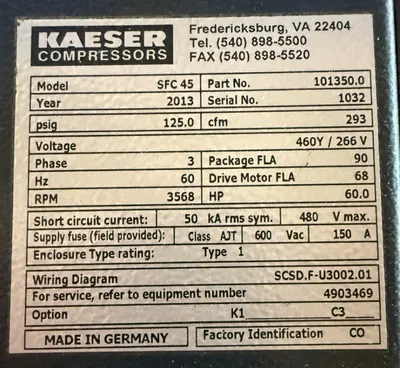 KAESER
COMPRESSORS
Fredericksburg, VA 22404
Tel. (540) 898-5500
FAX (540) 898-5520
Model SFC 45 Part No. 101350.0
Year 2013 Serial No. 1032
psig 125.0 cfm 293
Voltage 460Y / 266 V
Phase 3 Package FLA 90
Hz 60 Drive Motor FLA 68
RPM 3568 HP 60.0
Short circuit current: 50 kA rms sym. 480 V max.
Supply fuse (field provided): Class AJT 600 Vac 150 A
Enclosure Type rating: Type 1
Wiring Diagram SCSD.F-U3002.01
For service, refer to equipment number 4903469
Option K1 C3
MADE IN GERMANY Factory Identification CO